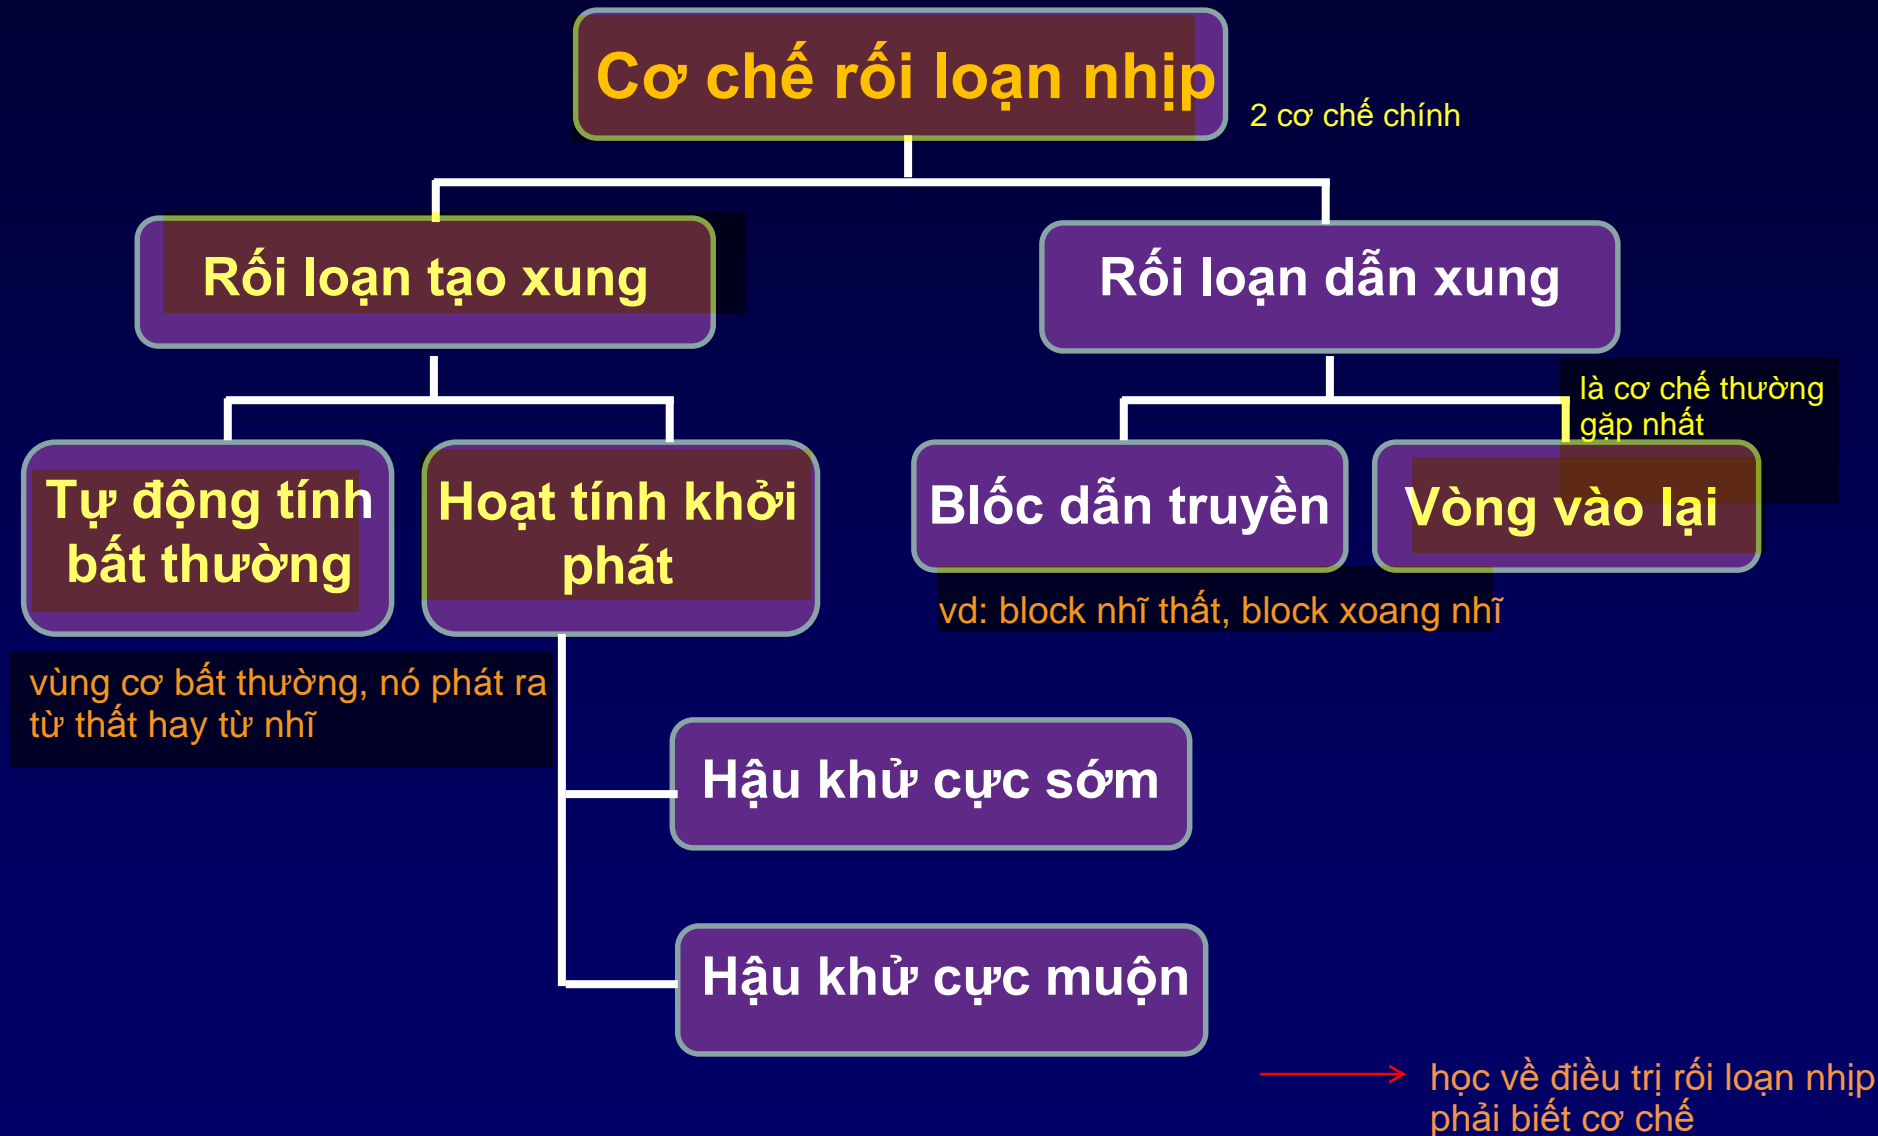 Cơ chế rối loạn nhịp
2 cơ chế chính
Rối loạn tạo xung
Rối loạn dẫn xung
là cơ chế thường
gặp nhất
Tự động tính
bất thường
Hoạt tính khởi
phát
Blốc dẫn truyền
Vòng vào lại
vd: block nhĩ thất, block xoang nhĩ
vùng cơ bất thường, nó phát ra
từ thất hay từ nhĩ
Hậu khử cực sớm
Hậu khử cực muộn
học về điều trị rối loạn nhịp
phải biết cơ chế